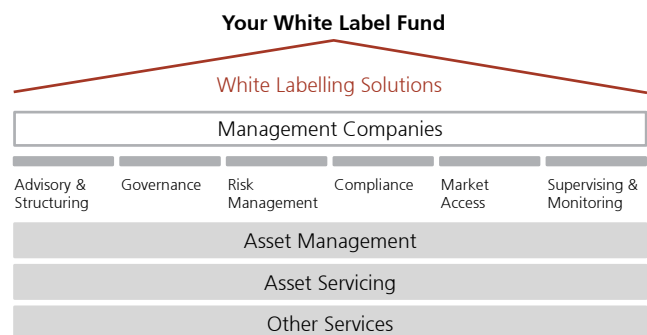 Your White Label Fund
White Labelling Solutions
Management Companies
Advisory &
Structuring
Governance
Risk
Management
Compliance
Market
Access
Supervising &
Monitoring
Asset Management
Asset Servicing
Other Services